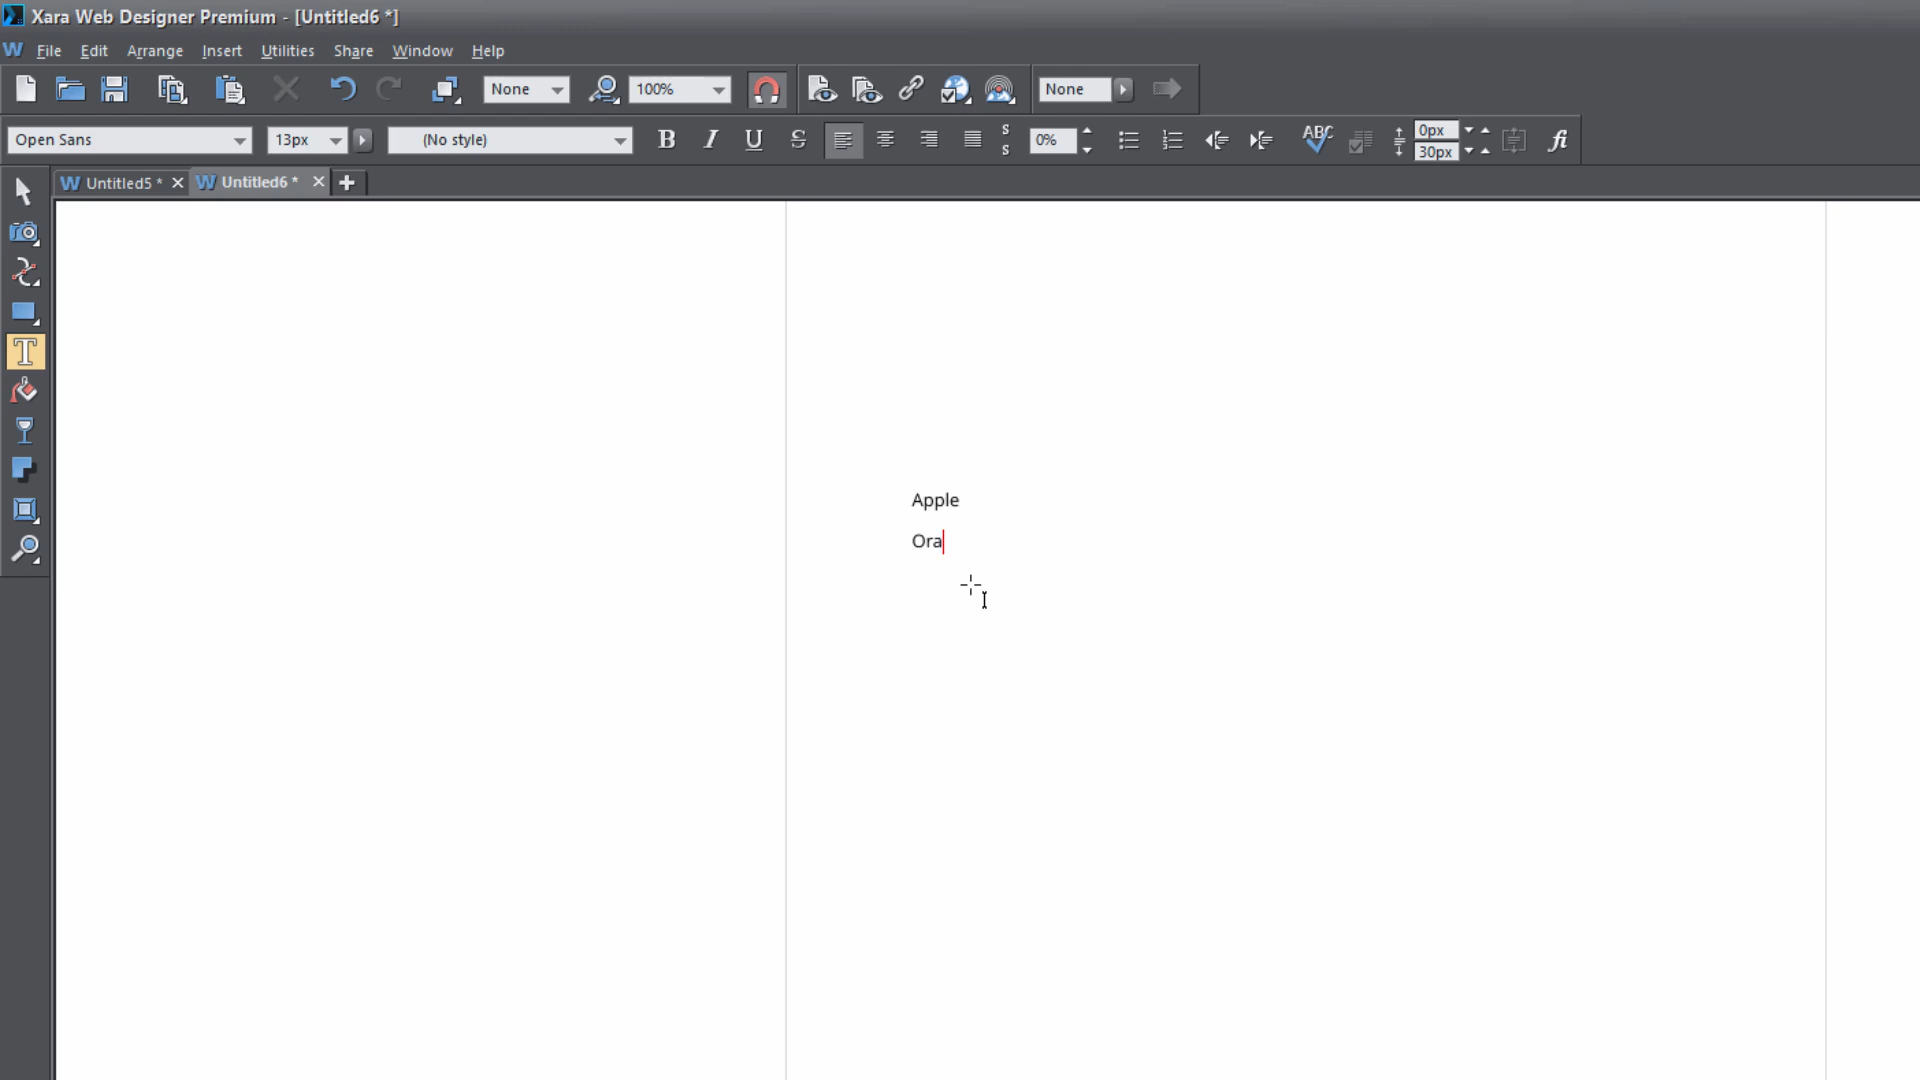 Xara Web Designer Premium - [Untitled6 *]
W File Edit Arrange Insert Utilities Share Window Help
None 100% None
Open Sans 13px (No style) B I U S S S 0% ABC 0px 30px fi
W Untitled5 * W Untitled6 *
T
Apple
Ora